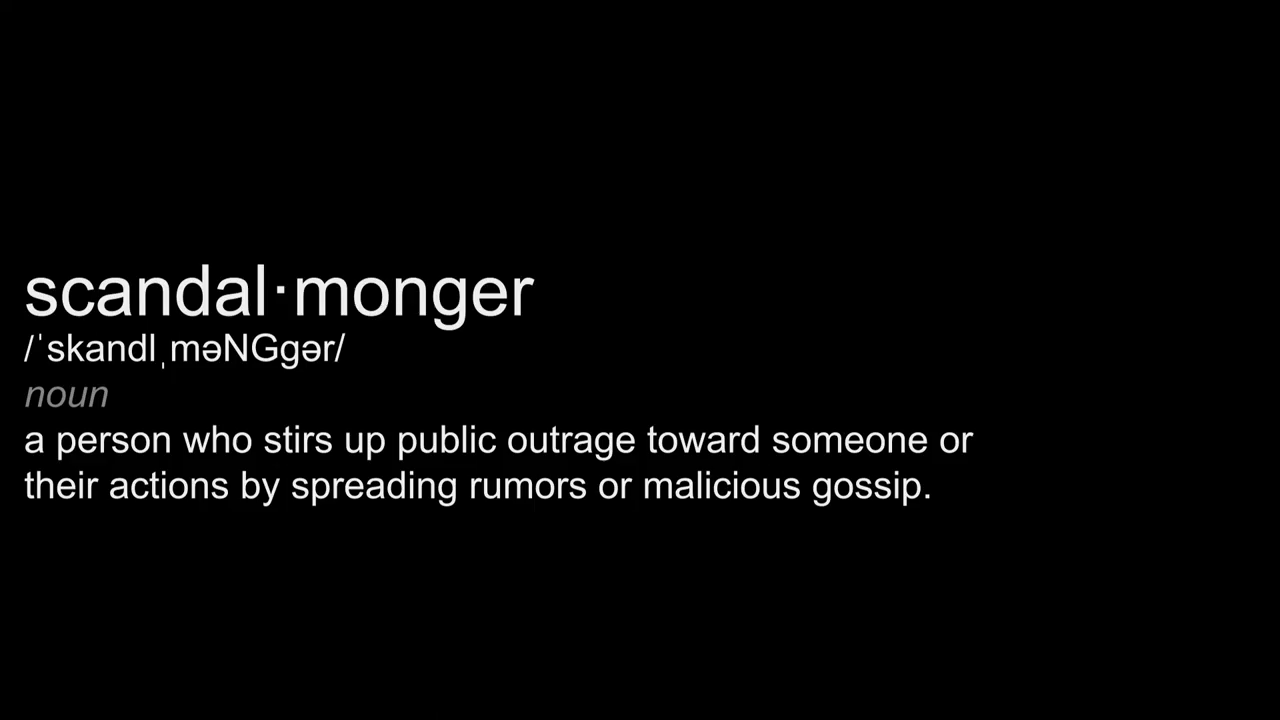 scandal·monger
/ˈskandlˌməNGgər/
noun
a person who stirs up public outrage toward someone or
their actions by spreading rumors or malicious gossip.